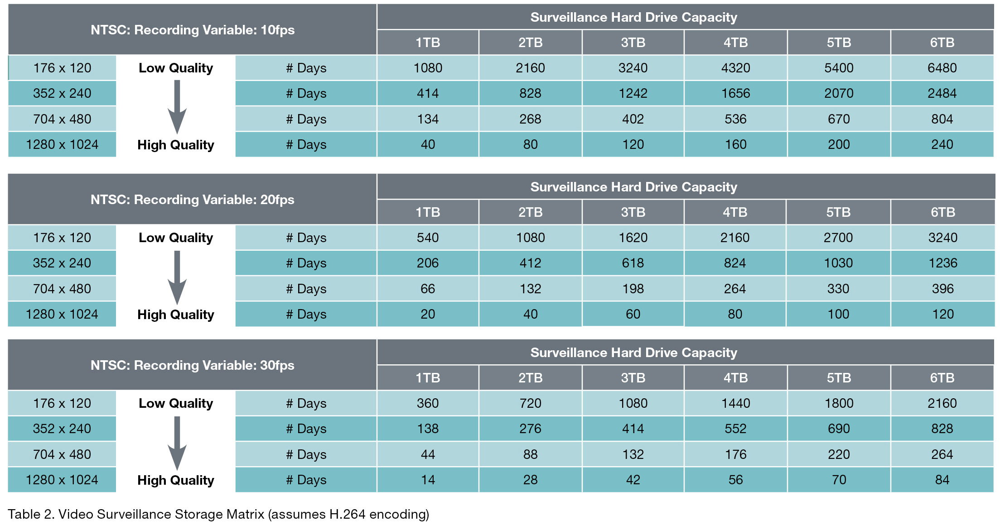 NTSC: Recording Variable: 10fps Surveillance Hard Drive Capacity
1TB 2TB 3TB 4TB 5TB 6TB
176 x 120 Low Quality # Days 1080 2160 3240 4320 5400 6480
352 x 240 # Days 414 828 1242 1656 2070 2484
704 x 480 # Days 134 268 402 536 670 804
1280 x 1024 High Quality # Days 40 80 120 160 200 240
NTSC: Recording Variable: 20fps Surveillance Hard Drive Capacity
1TB 2TB 3TB 4TB 5TB 6TB
176 x 120 Low Quality # Days 540 1080 1620 2160 2700 3240
352 x 240 # Days 206 412 618 824 1030 1236
704 x 480 # Days 66 132 198 264 330 396
1280 x 1024 High Quality # Days 20 40 60 80 100 120
NTSC: Recording Variable: 30fps Surveillance Hard Drive Capacity
1TB 2TB 3TB 4TB 5TB 6TB
176 x 120 Low Quality # Days 360 720 1080 1440 1800 2160
352 x 240 # Days 138 276 414 552 690 828
704 x 480 # Days 44 88 132 176 220 264
1280 x 1024 High Quality # Days 14 28 42 56 70 84
Table 2. Video Surveillance Storage Matrix (assumes H.264 encoding)